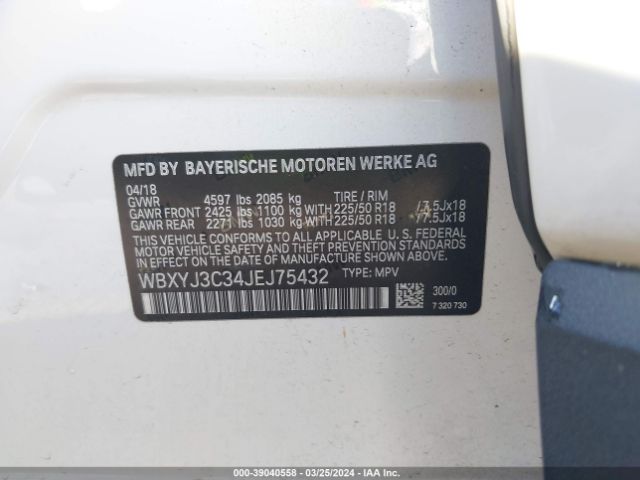 MFD BY BAYERISCHE MOTOREN WERKE AG
04/18
GVWR 4597 lbs 2085 kg TIRE / RIM
GAWR FRONT 2425 lbs 1100 kg WITH 225/50 R18 /7.5Jx18
GAWR REAR 2271 lbs 1030 kg WITH 225/50 R18 /7.5Jx18
THIS VEHICLE CONFORMS TO ALL APPLICABLE U. S. FEDERAL
MOTOR VEHICLE SAFETY AND THEFT PREVENTION STANDARDS
IN EFFECT ON THE DATE OF MANUFACTURE SHOWN ABOVE.
WBXYJ3C34JEJ75432 TYPE: MPV
300/0
7 320 730
000-39040558 — 03/25/2024 — IAAI.COM